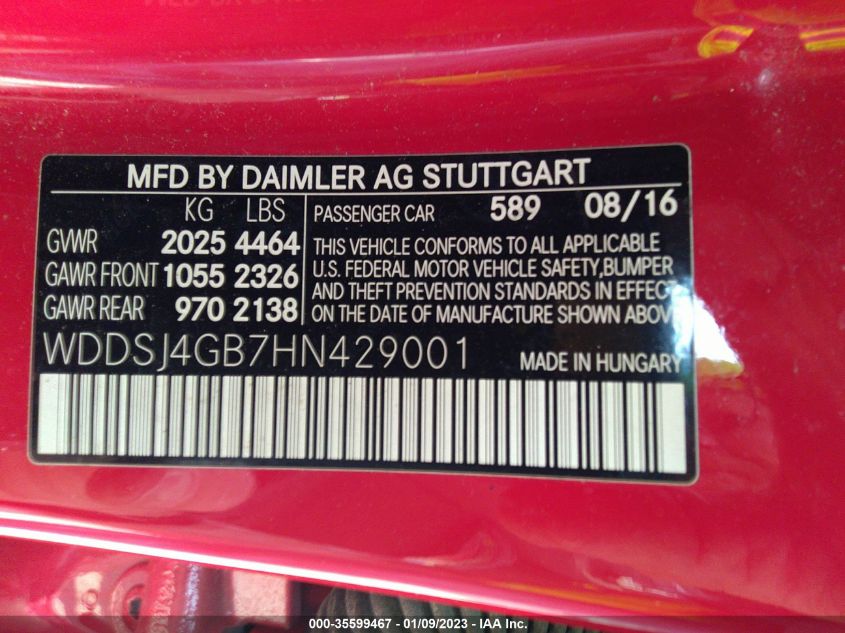 MFD BY DAIMLER AG STUTTGART
KG LBS PASSENGER CAR 589 08/16
GVWR 2025 4464
GAWR FRONT 1055 2326
GAWR REAR 970 2138
THIS VEHICLE CONFORMS TO ALL APPLICABLE
U.S. FEDERAL MOTOR VEHICLE SAFETY,BUMPER
AND THEFT PREVENTION STANDARDS IN EFFECT
ON THE DATE OF MANUFACTURE SHOWN ABOVE
WDDSJ4GB7HN429001 MADE IN HUNGARY
000-35599467 - 01/09/2023 - IAA Inc.